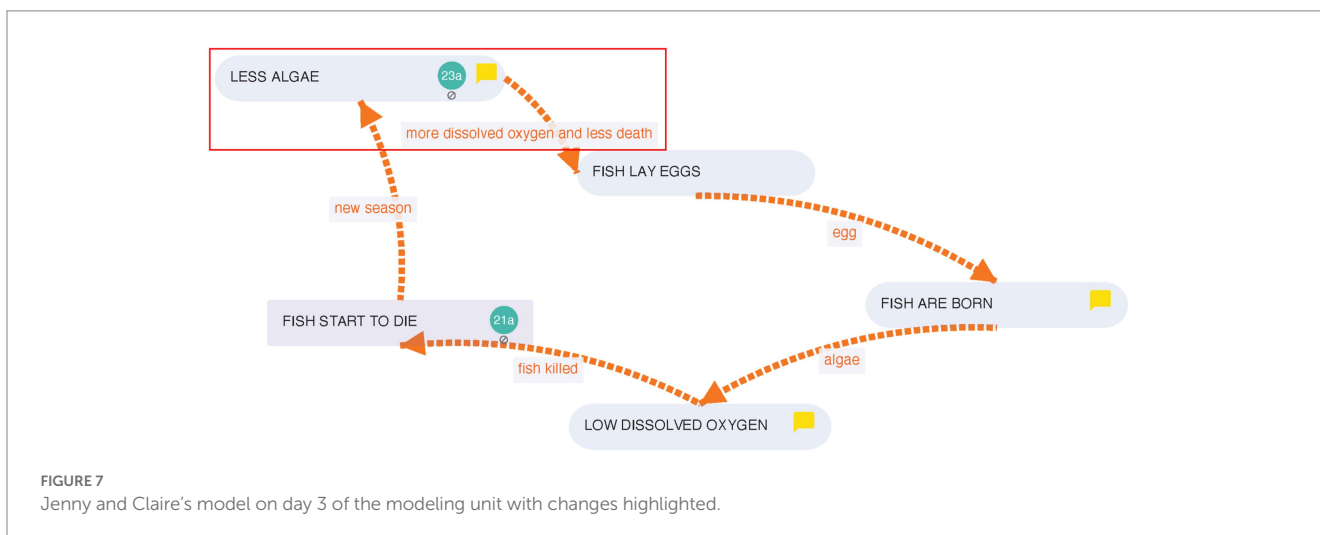 LESS ALGAE
23a
more dissolved oxygen and less death
FISH LAY EGGS
new season
egg
FISH ARE BORN
FISH START TO DIE
21a
algae
fish killed
LOW DISSOLVED OXYGEN
FIGURE 7
Jenny and Claire's model on day 3 of the modeling unit with changes highlighted.